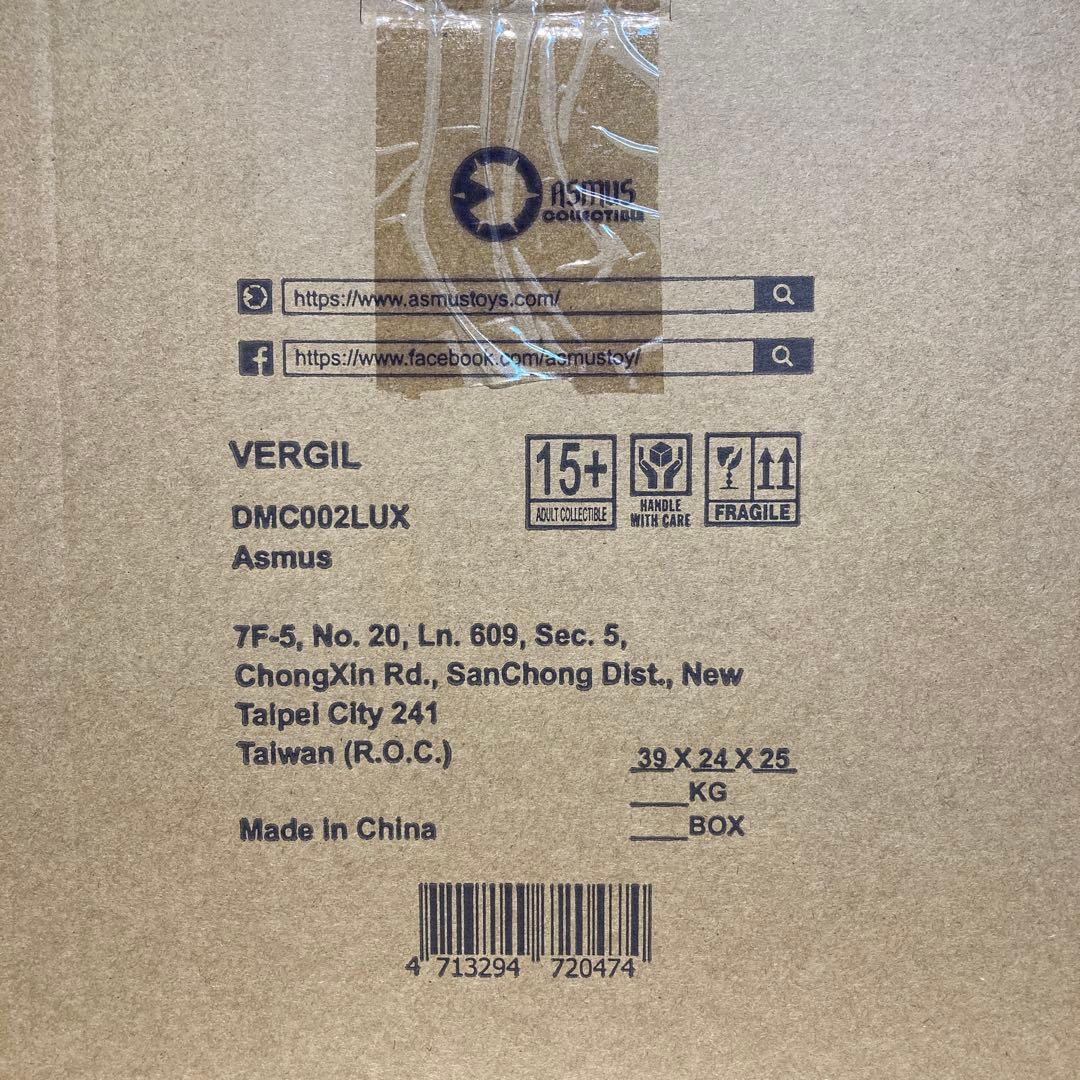 ASMUS
COLLECTIBLE
https://www.asmustoys.com/
f https://www.facebook.com/asmustoy/
VERGIL
DMC002LUX
Asmus
15+
ADULT COLLECTIBLE
HANDLE
WITH CARE
FRAGILE
7F-5, No. 20, Ln. 609, Sec. 5,
ChongXin Rd., SanChong Dist., New
Taipei City 241
Taiwan (R.O.C.)
Made in China
39 X 24 X 25
____KG
____BOX
4 713294 720474